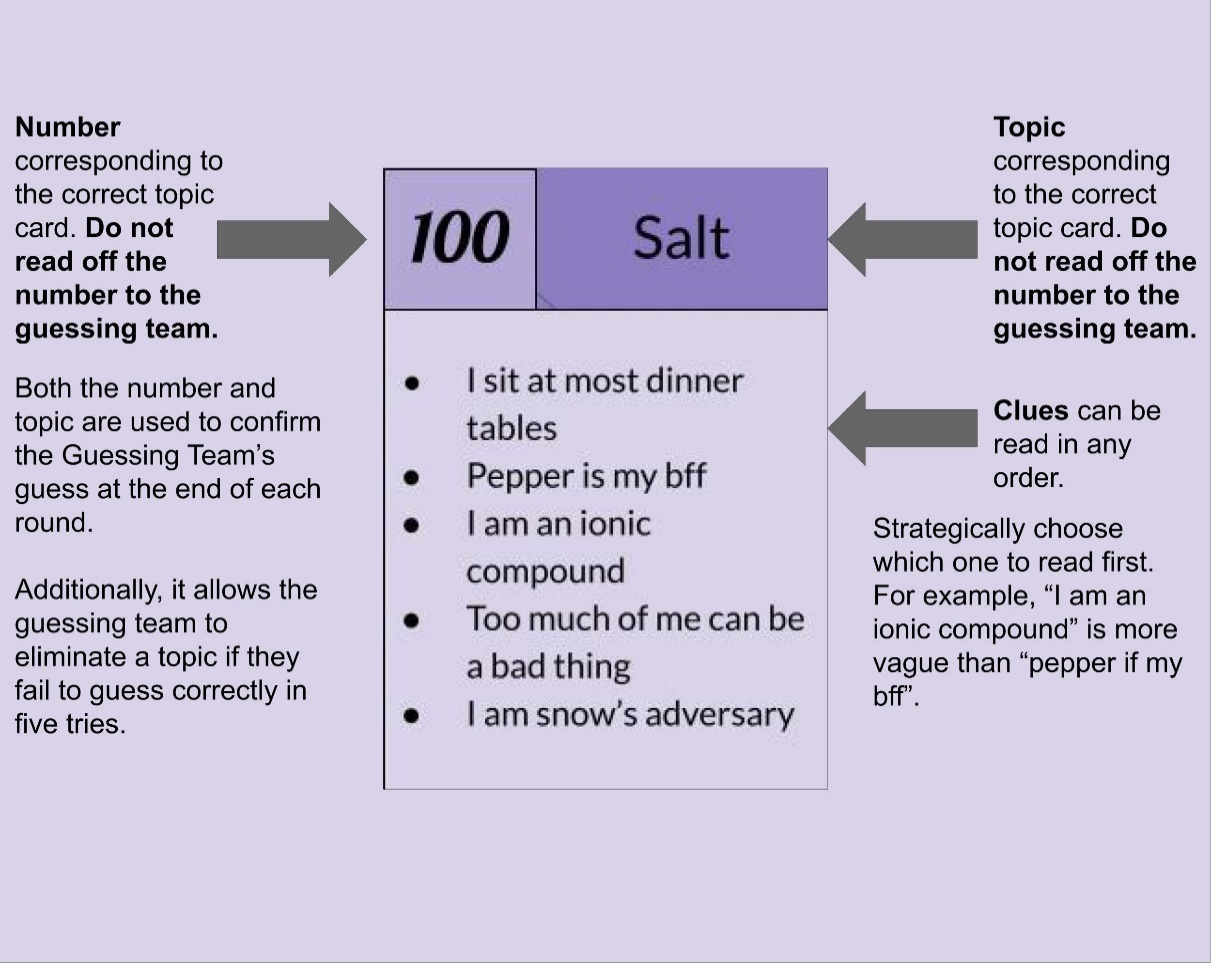 Number
corresponding to
the correct topic
card. Do not
read off the
number to the
guessing team.
Both the number and
topic are used to confirm
the Guessing Team’s
guess at the end of each
round.
Additionally, it allows the
guessing team to
eliminate a topic if they
fail to guess correctly in
five tries.
100
Salt
● I sit at most dinner
tables
● Pepper is my bff
● I am an ionic
compound
● Too much of me can be
a bad thing
● I am snow’s adversary
Topic
corresponding
to the correct
topic card. Do
not read off the
number to the
guessing team.
Clues can be
read in any
order.
Strategically choose
which one to read first.
For example, “I am an
ionic compound” is more
vague than “pepper if my
bff”.